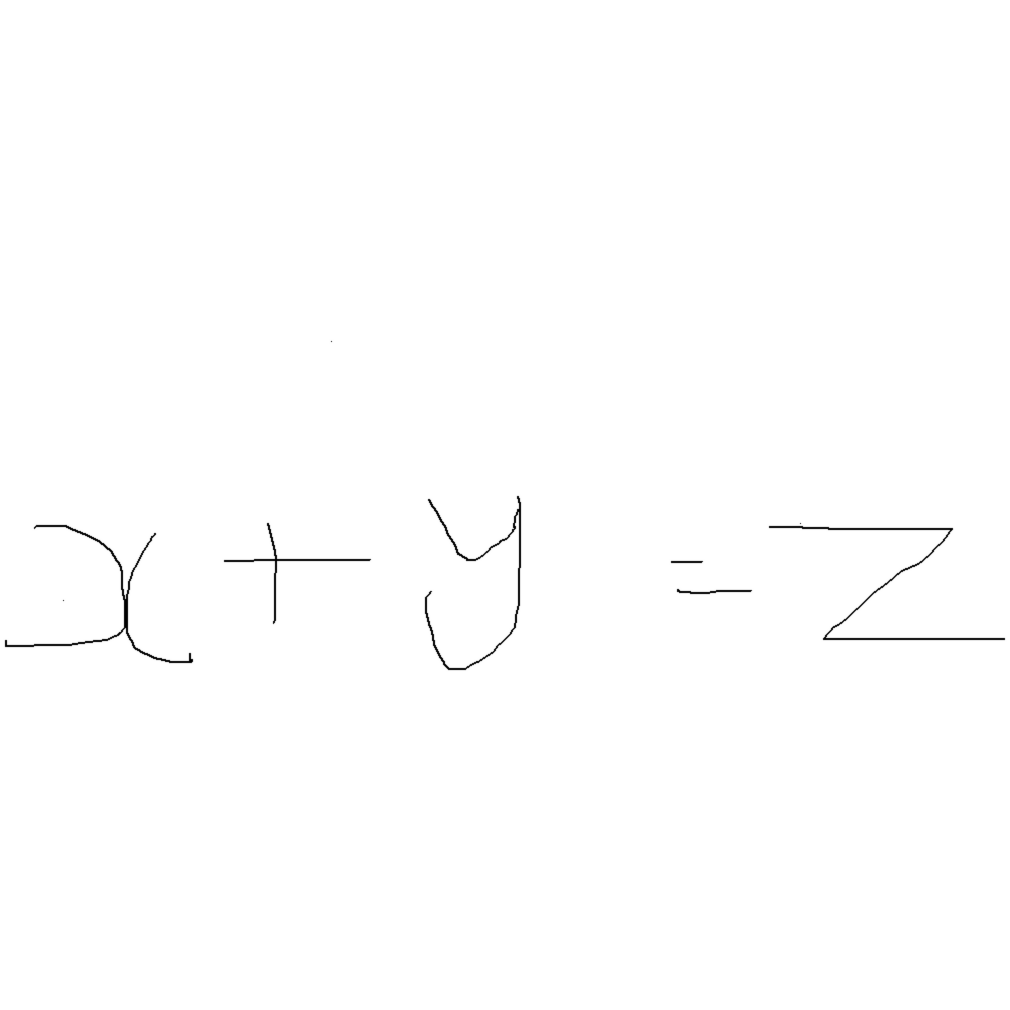 x + y = z